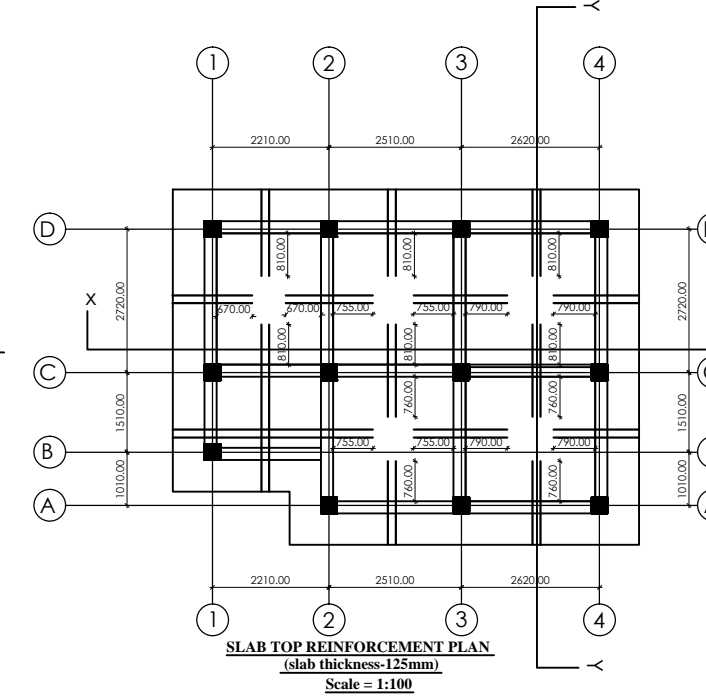 Y
1 2 3 4
2210.00 2510.00 2620.00
D
810.00 810.00 810.00
2720.00 2720.00
X
670.00 670.00 755.00 755.00 790.00 790.00
810.00 810.00 810.00
C
760.00 760.00
1510.00 1510.00
755.00 755.00 790.00 790.00
B
760.00 760.00
1010.00 1010.00
A
2210.00 2510.00 2620.00
1 2 3 4
SLAB TOP REINFORCEMENT PLAN
(slab thickness-125mm)
Scale = 1:100
Y